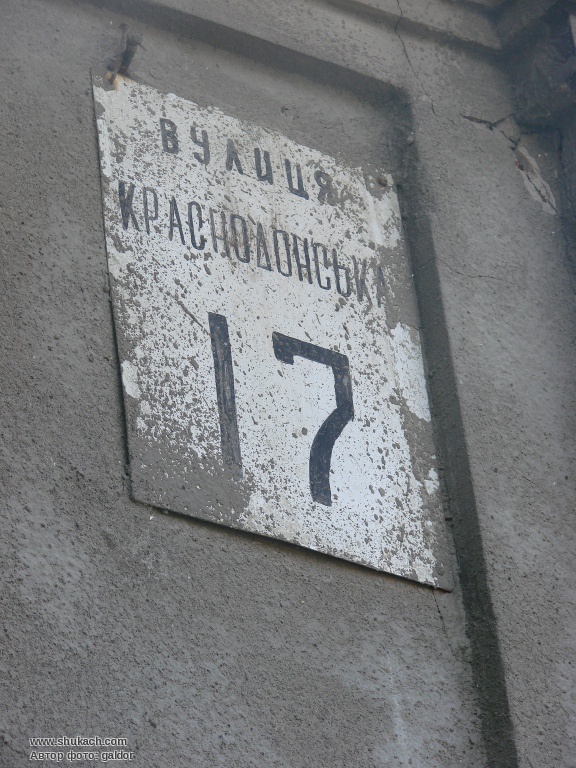 ВУЛИЦЯ
КРАСНОДОНСЬКА
17
www.shukach.com
Автор фото: galdor